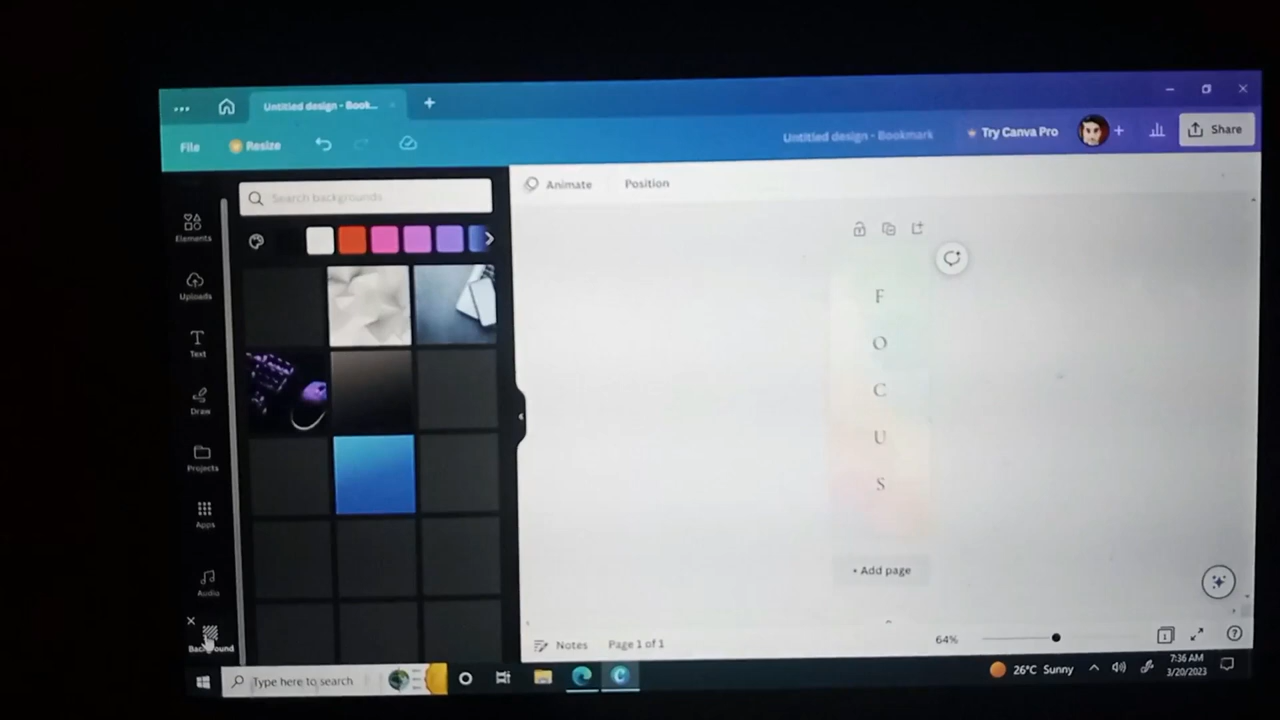 Untitled design - Book...
File
Resize
Untitled design - Bookmark
Try Canva Pro
Share
Search backgrounds
Animate
Position
Elements
Uploads
Text
Draw
Projects
Apps
Audio
Background
F
O
C
U
S
+ Add page
Notes
Page 1 of 1
64%
1
Type here to search
26°C Sunny
7:36 AM
3/20/2023